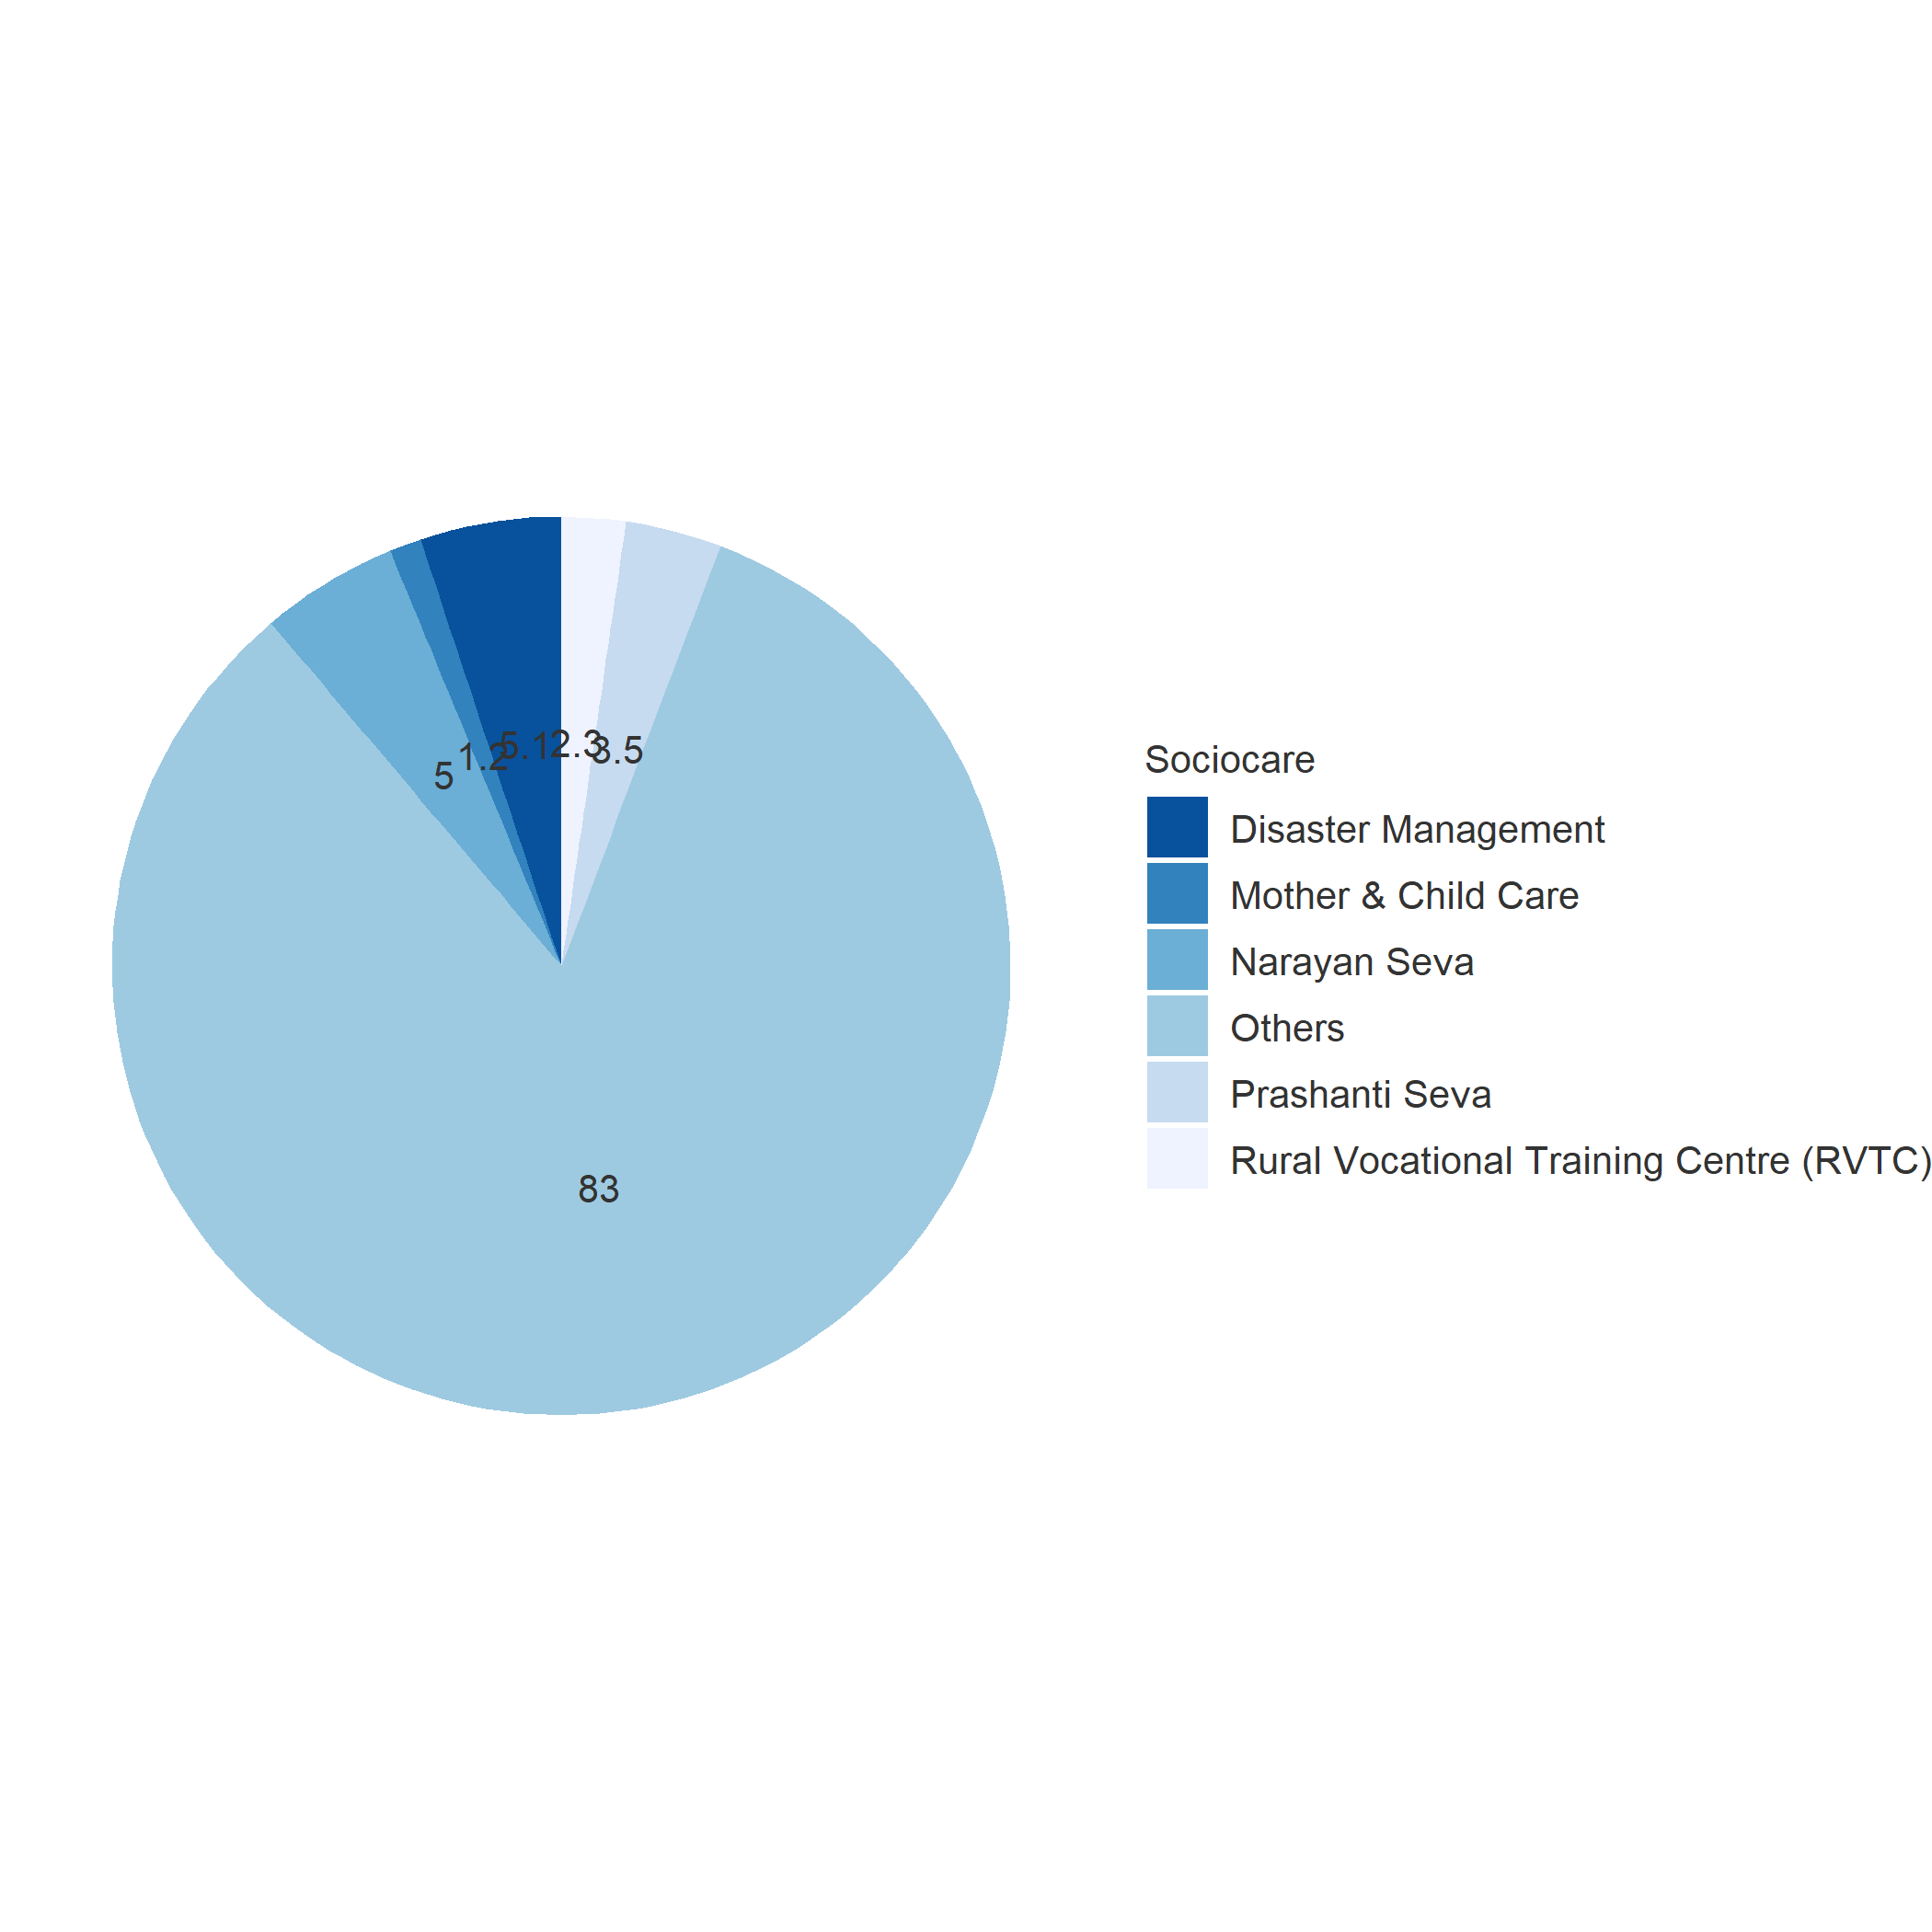 5
1.2
5.1
2.3
3.5
83
Sociocare
Disaster Management
Mother & Child Care
Narayan Seva
Others
Prashanti Seva
Rural Vocational Training Centre (RVTC)